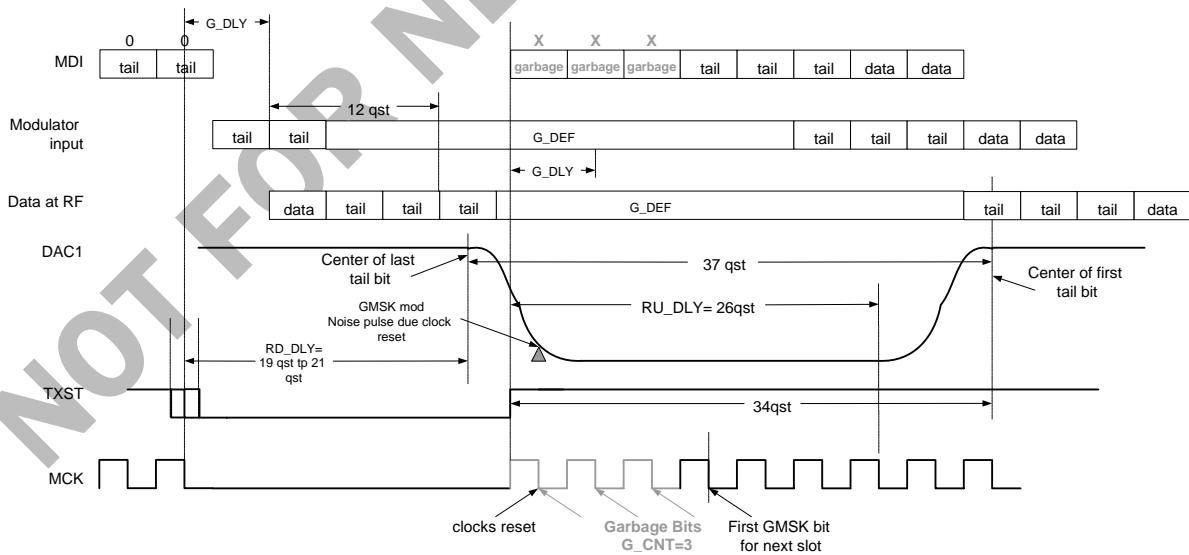 NOT FOR NE
G_DLY
0 0
X X X
MDI
tail tail
garbage garbage garbage tail tail tail data data
12 qst
Modulator
input
tail tail G_DEF tail tail tail data data
G_DLY
Data at RF
data tail tail tail G_DEF tail tail tail data
DAC1
Center of last
tail bit
37 qst
Center of first
tail bit
GMSK mod
Noise pulse due clock
reset
RU_DLY= 26qst
RD_DLY=
19 qst tp 21
qst
TXST
34qst
MCK
clocks reset
Garbage Bits
G_CNT=3
First GMSK bit
for next slot